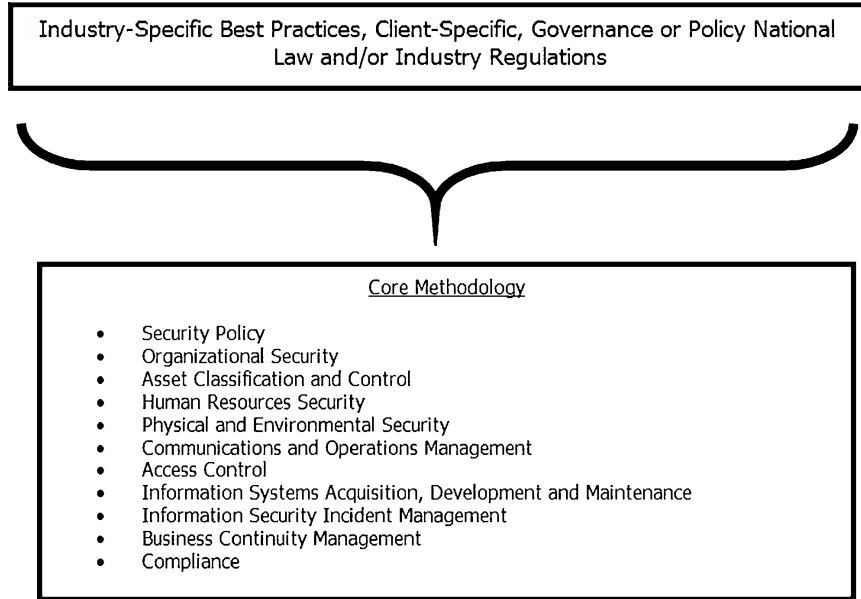 Industry-Specific Best Practices, Client-Specific, Governance or Policy National
Law and/or Industry Regulations
Core Methodology
• Security Policy
• Organizational Security
• Asset Classification and Control
• Human Resources Security
• Physical and Environmental Security
• Communications and Operations Management
• Access Control
• Information Systems Acquisition, Development and Maintenance
• Information Security Incident Management
• Business Continuity Management
• Compliance